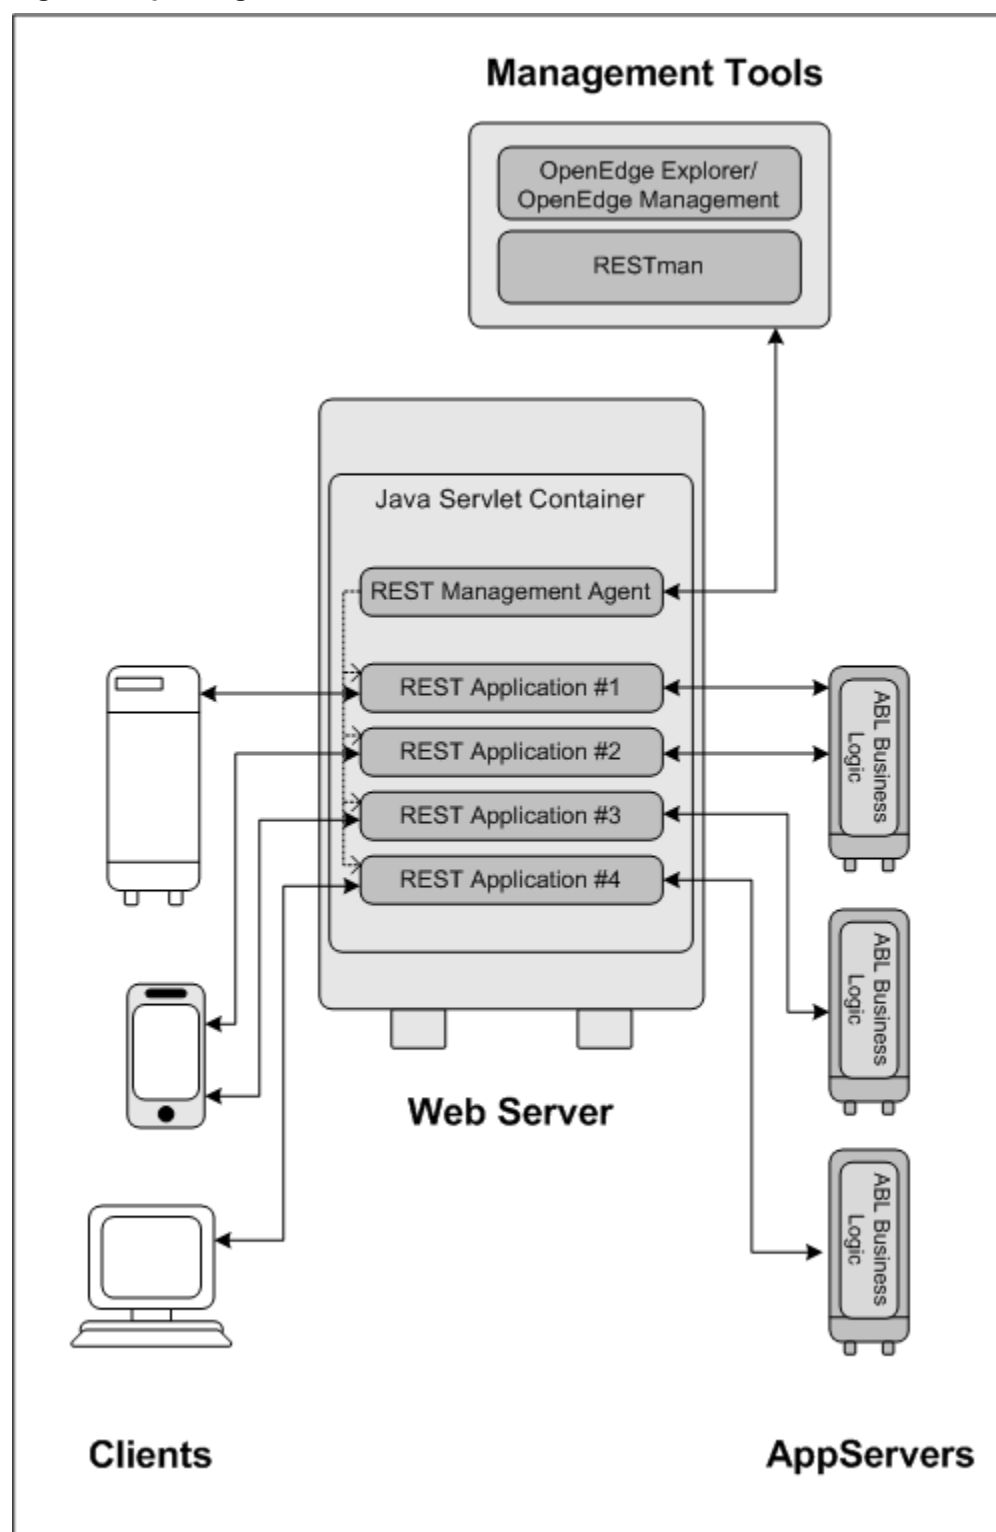 Management Tools
OpenEdge Explorer/
OpenEdge Management
RESTman
Java Servlet Container
REST Management Agent
REST Application #1
REST Application #2
REST Application #3
REST Application #4
ABL Business
Logic
ABL Business
Logic
ABL Business
Logic
Web Server
Clients
AppServers